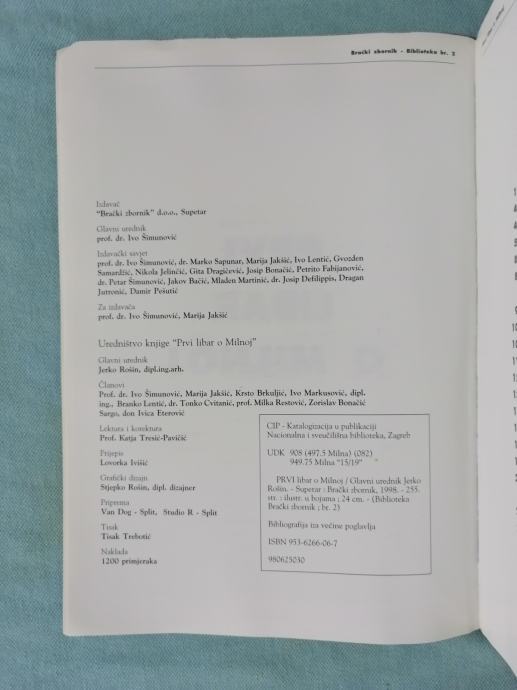 Brački zbornik - Biblioteka br. 2
Izdavač
"Brački zbornik" d.o.o., Supetar
Glavni urednik
prof. dr. Ivo Šimunović
Izdavački savjet
prof. dr. Ivo Šimunović, dr. Marko Sapunar, Marija Jakšić, Ivo Lentić, Gvozden
Samardžić, Nikola Jelinčić, Gita Dragičević, Josip Bonačić, Petrito Fabijanović,
dr. Petar Šimunović, Jakov Bačić, Mladen Martinić, dr. Josip Defilippis, Dragan
Jutronić, Damir Pešutić
Za izdavača
prof. dr. Ivo Šimunović, Marija Jakšić
Uredništvo knjige "Prvi libar o Milnoj"
Glavni urednik
Jerko Rošin, dipl.ing.arh.
Članovi
Prof. dr. Ivo Šimunović, Marija Jakšić, Krsto Brkuljić, Ivo Markusović, dipl.
ing., Branko Lentić, dr. Tonko Cvitanić, prof. Milka Restović, Zorislav Bonačić
Sargo, don Ivica Eterović
Lektura i korektura
Prof. Katja Tresić-Pavičić
Prijepis
Lovorka Ivišić
Grafički dizajn
Stjepko Rošin, dipl. dizajner
Priprema
Van Dog - Split, Studio R - Split
Tisak
Tisak Trebotić
Naklada
1200 primjeraka
CIP - Katalogizacija u publikaciji
Nacionalna i sveučilišna biblioteka, Zagreb
UDK 908 (497.5 Milna) (082)
949.75 Milna "15/19"
PRVI libar o Milnoj / Glavni urednik Jerko
Rošin. - Supetar : Brački zbornik, 1998. - 255.
str. : ilustr. u bojama ; 24 cm. - (Biblioteka
Brački zbornik ; br. 2)
Bibliografija iza većine poglavlja
ISBN 953-6266-06-7
980625030